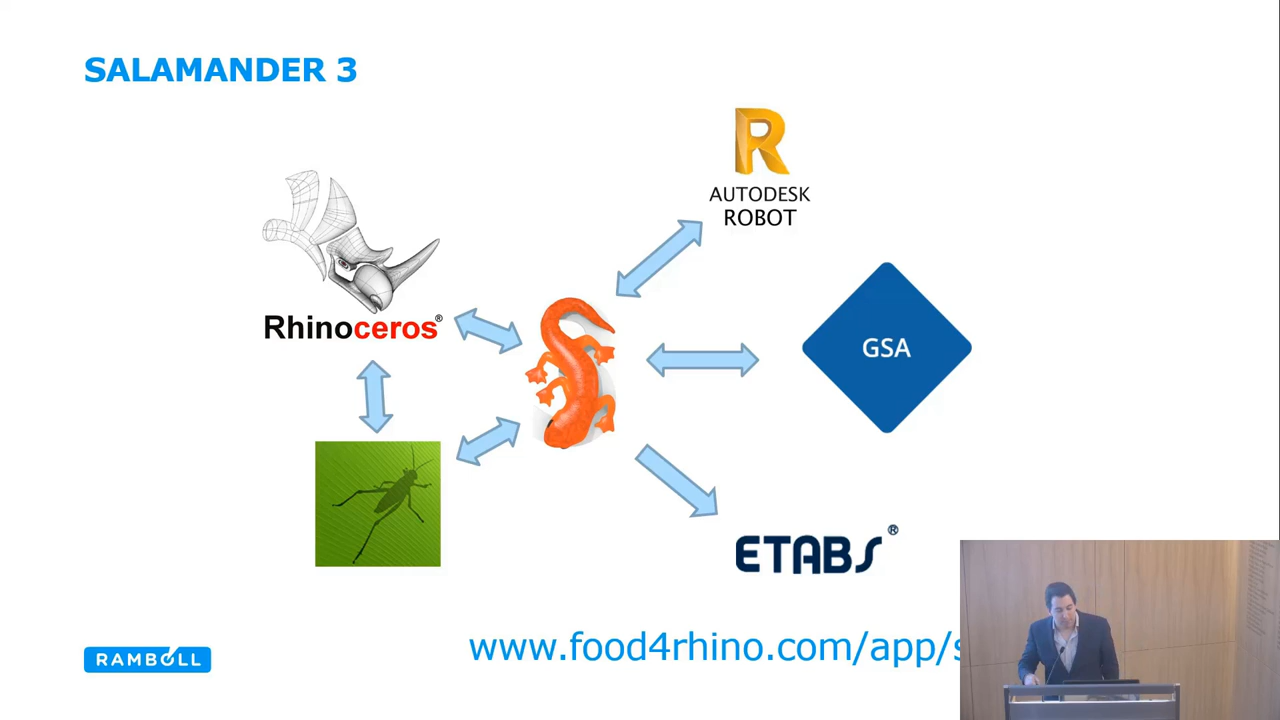 SALAMANDER 3
AUTODESK
ROBOT
Rhinoceros®
GSA
ETABS®
www.food4rhino.com/app/s
RAMBOLL